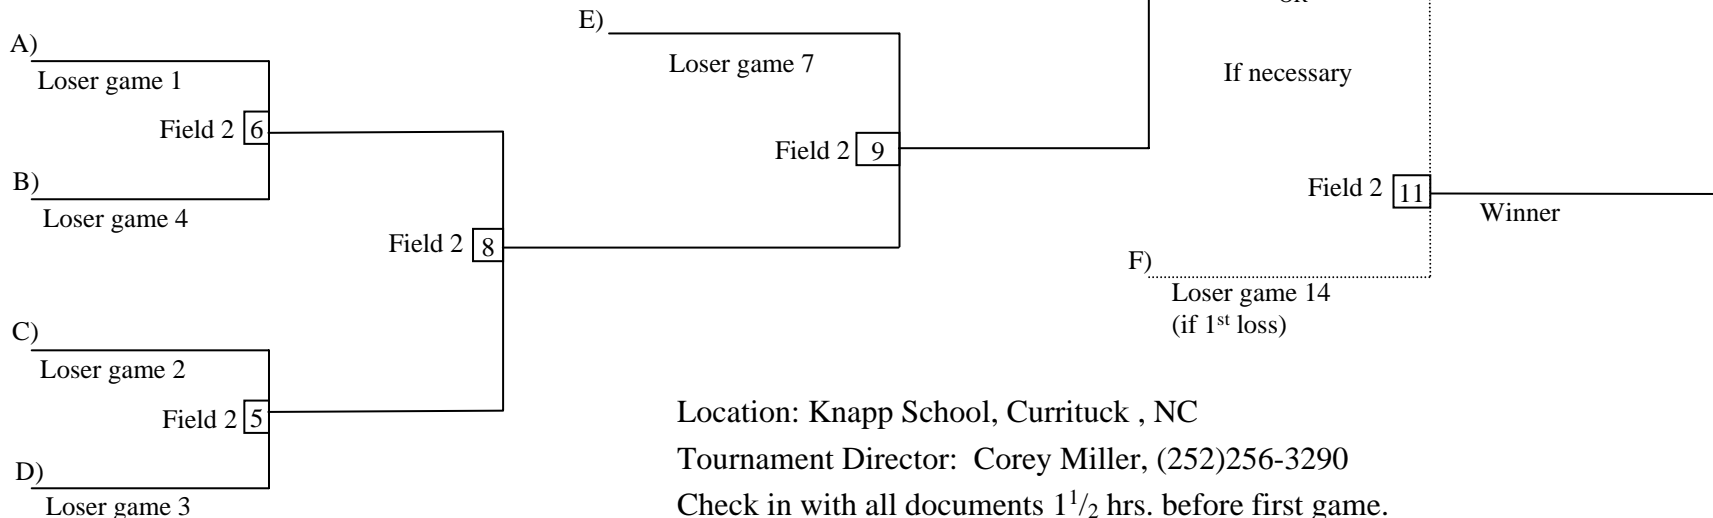 OR
E)
A)
Loser game 7
If necessary
Loser game 1
Field 2 6
Field 2 9
B)
Field 2 11
Loser game 4
Winner
Field 2 8
F)
Loser game 14
(if 1st loss)
C)
Loser game 2
Field 2 5
Location: Knapp School, Currituck , NC
Tournament Director:  Corey Miller, (252)256-3290
D)
Loser game 3
Check in with all documents 1 1/2 hrs. before first game.